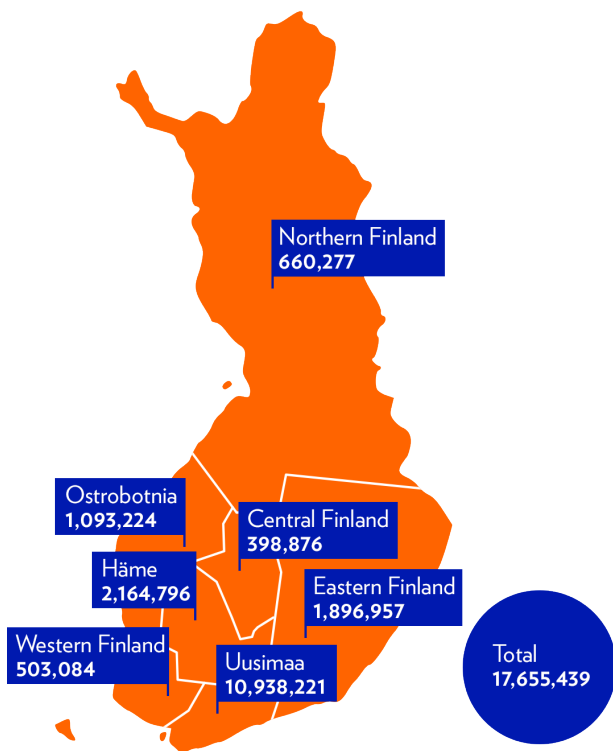 Northern Finland
660,277
Ostrobotnia
1,093,224
Central Finland
398,876
Häme
2,164,796
Eastern Finland
1,896,957
Western Finland
503,084
Uusimaa
10,938,221
Total
17,655,439